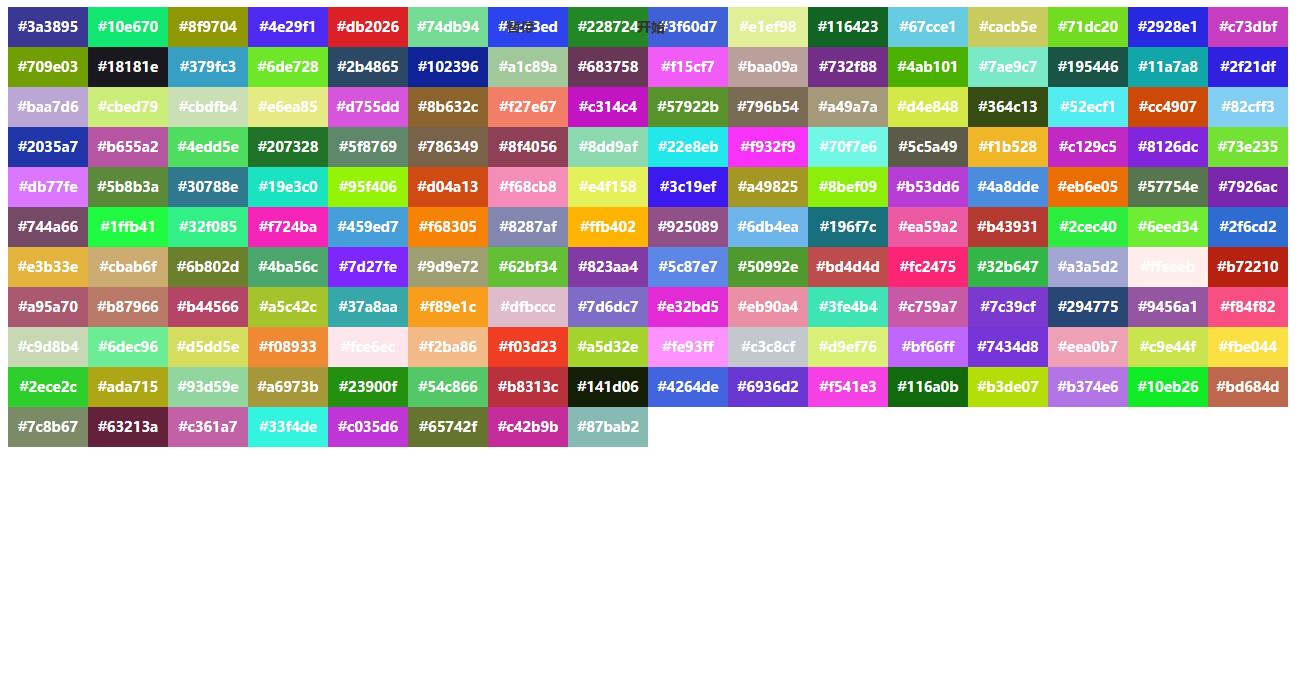 #3a3895 #10e670 #8f9704 #4e29f1 #db2026 #74db94 #228724 开始 #3f60d7 #e1ef98 #116423 #67cce1 #cacb5e #71dc20 #2928e1 #c73dbf
#709e03 #18181e #379fc3 #6de728 #2b4865 #102396 #a1c89a #683758 #f15cf7 #baa09a #732f88 #4ab101 #7ae9c7 #195446 #11a7a8 #2f21df
#baa7d6 #cbed79 #cbdfb4 #e6ea85 #d755dd #8b632c #f27e67 #c314c4 #57922b #796b54 #a49a7a #d4e848 #364c13 #52ecf1 #cc4907 #82cff3
#2035a7 #b655a2 #4edd5e #207328 #5f8769 #786349 #8f4056 #8dd9af #22e8eb #f932f9 #70f7e6 #5c5a49 #f1b528 #c129c5 #8126dc #73e235
#db77fe #5b8b3a #30788e #19e3c0 #95f406 #d04a13 #f68cb8 #e4f158 #3c19ef #a49825 #8bef09 #b53dd6 #4a8dde #eb6e05 #57754e #7926ac
#744a66 #1ffb41 #32f085 #f724ba #459ed7 #f68305 #8287af #ffb402 #925089 #6db4ea #196f7c #ea59a2 #b43931 #2cec40 #6eed34 #2f6cd2
#e3b33e #cbab6f #6b802d #4ba56c #7d27fe #9d9e72 #62bf34 #823aa4 #5c87e7 #50992e #bd4d4d #fc2475 #32b647 #a3a5d2 #ffeeeb #b72210
#a95a70 #b87966 #b44566 #a5c42c #37a8aa #f89e1c #dfbccc #7d6dc7 #e32bd5 #eb90a4 #3fe4b4 #c759a7 #7c39cf #294775 #9456a1 #f84f82
#c9d8b4 #6dec96 #d5dd5e #f08933 #fce6ec #f2ba86 #f03d23 #a5d32e #fe93ff #c3c8cf #d9ef76 #bf66ff #7434d8 #eea0b7 #c9e44f #fbe044
#2ece2c #ada715 #93d59e #a6973b #23900f #54c866 #b8313c #141d06 #4264de #6936d2 #f541e3 #116a0b #b3de07 #b374e6 #10eb26 #bd684d
#7c8b67 #63213a #c361a7 #33f4de #c035d6 #65742f #c42b9b #87bab2